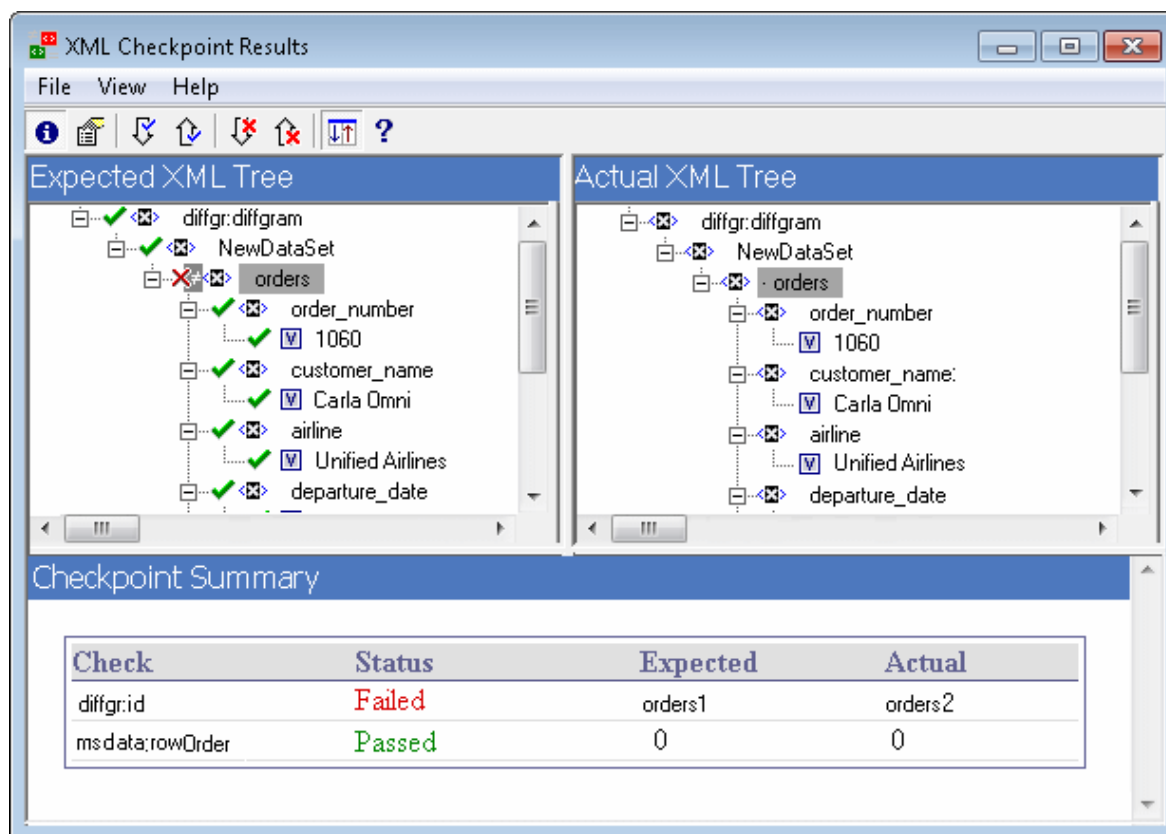 XML Checkpoint Results
File View Help
Expected XML Tree
diffgr:diffgram
NewDataSet
orders
order_number
1060
customer_name
Carla Omni
airline
Unified Airlines
departure_date
Actual XML Tree
diffgr:diffgram
NewDataSet
· orders
order_number
1060
customer_name:
Carla Omni
airline
Unified Airlines
departure_date
Checkpoint Summary
Check Status Expected Actual
diffgr:id Failed orders1 orders2
msdata:rowOrder Passed 0 0